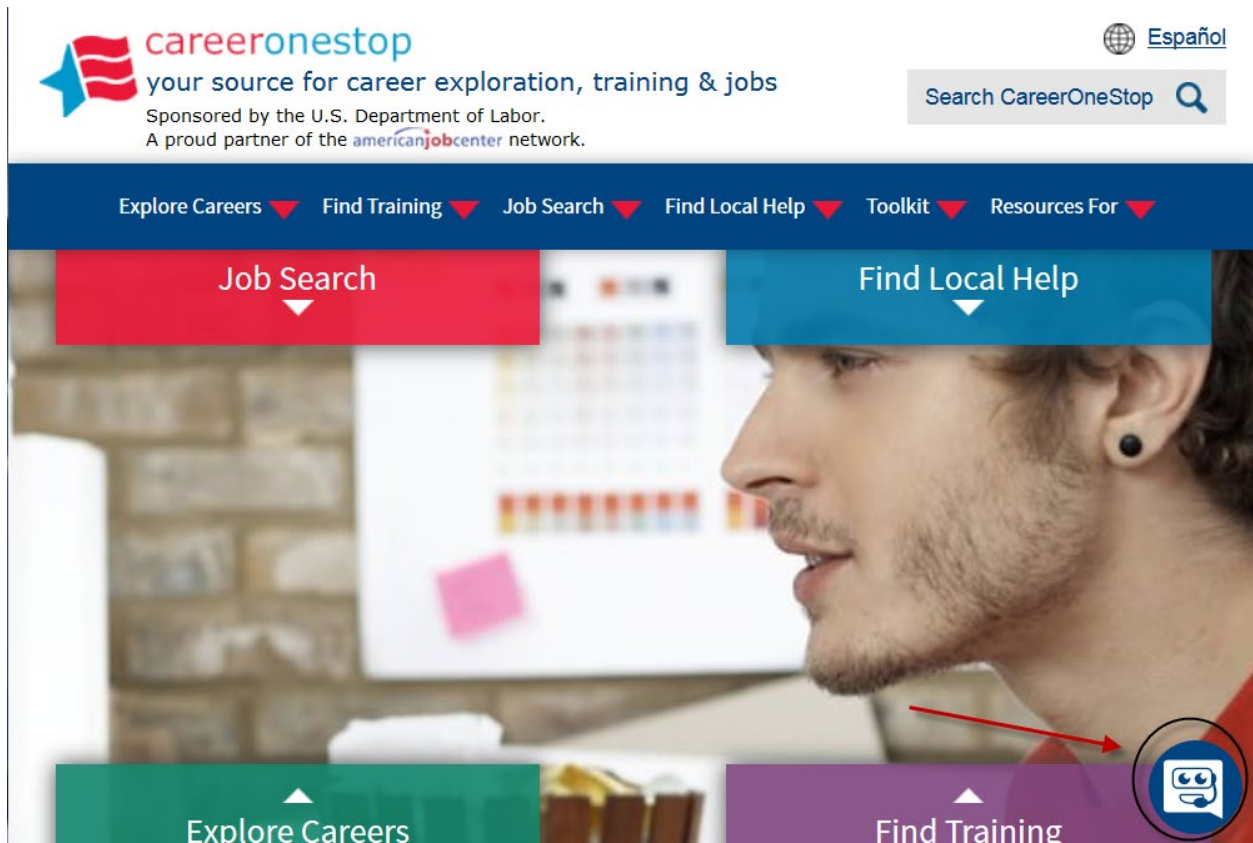 careeronestop
your source for career exploration, training & jobs
Sponsored by the U.S. Department of Labor.
A proud partner of the americanjobcenter network.
Español
Search CareerOneStop
Explore Careers
Find Training
Job Search
Find Local Help
Toolkit
Resources For
Job Search
Find Local Help
Explore Careers
Find Training